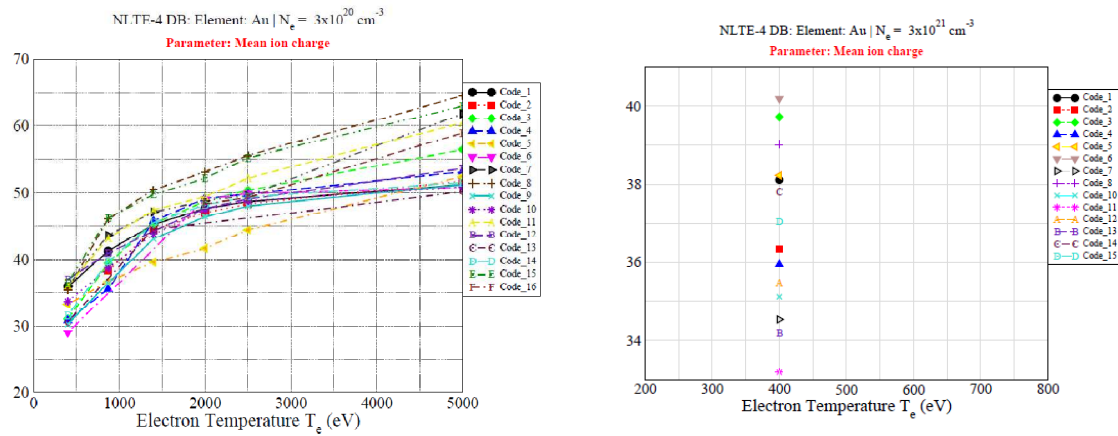 NLTE-4 DB: Element: Au | Ne = 3x10^20 cm^-3
Parameter: Mean ion charge
70
60
50
40
30
20
0 1000 2000 3000 4000 5000
Electron Temperature Te (eV)
Code_1
Code_2
Code_3
Code_4
Code_5
Code_6
Code_7
Code_8
Code_9
Code_10
Code_11
Code_12
Code_13
Code_14
Code_15
Code_16
NLTE-4 DB: Element: Au | Ne = 3x10^21 cm^-3
Parameter: Mean ion charge
40
38
36
34
200 300 400 500 600 700 800
Electron Temperature Te (eV)
Code_1
Code_2
Code_3
Code_4
Code_5
Code_6
Code_7
Code_8
Code_10
Code_11
Code_12
Code_13
Code_14
Code_15